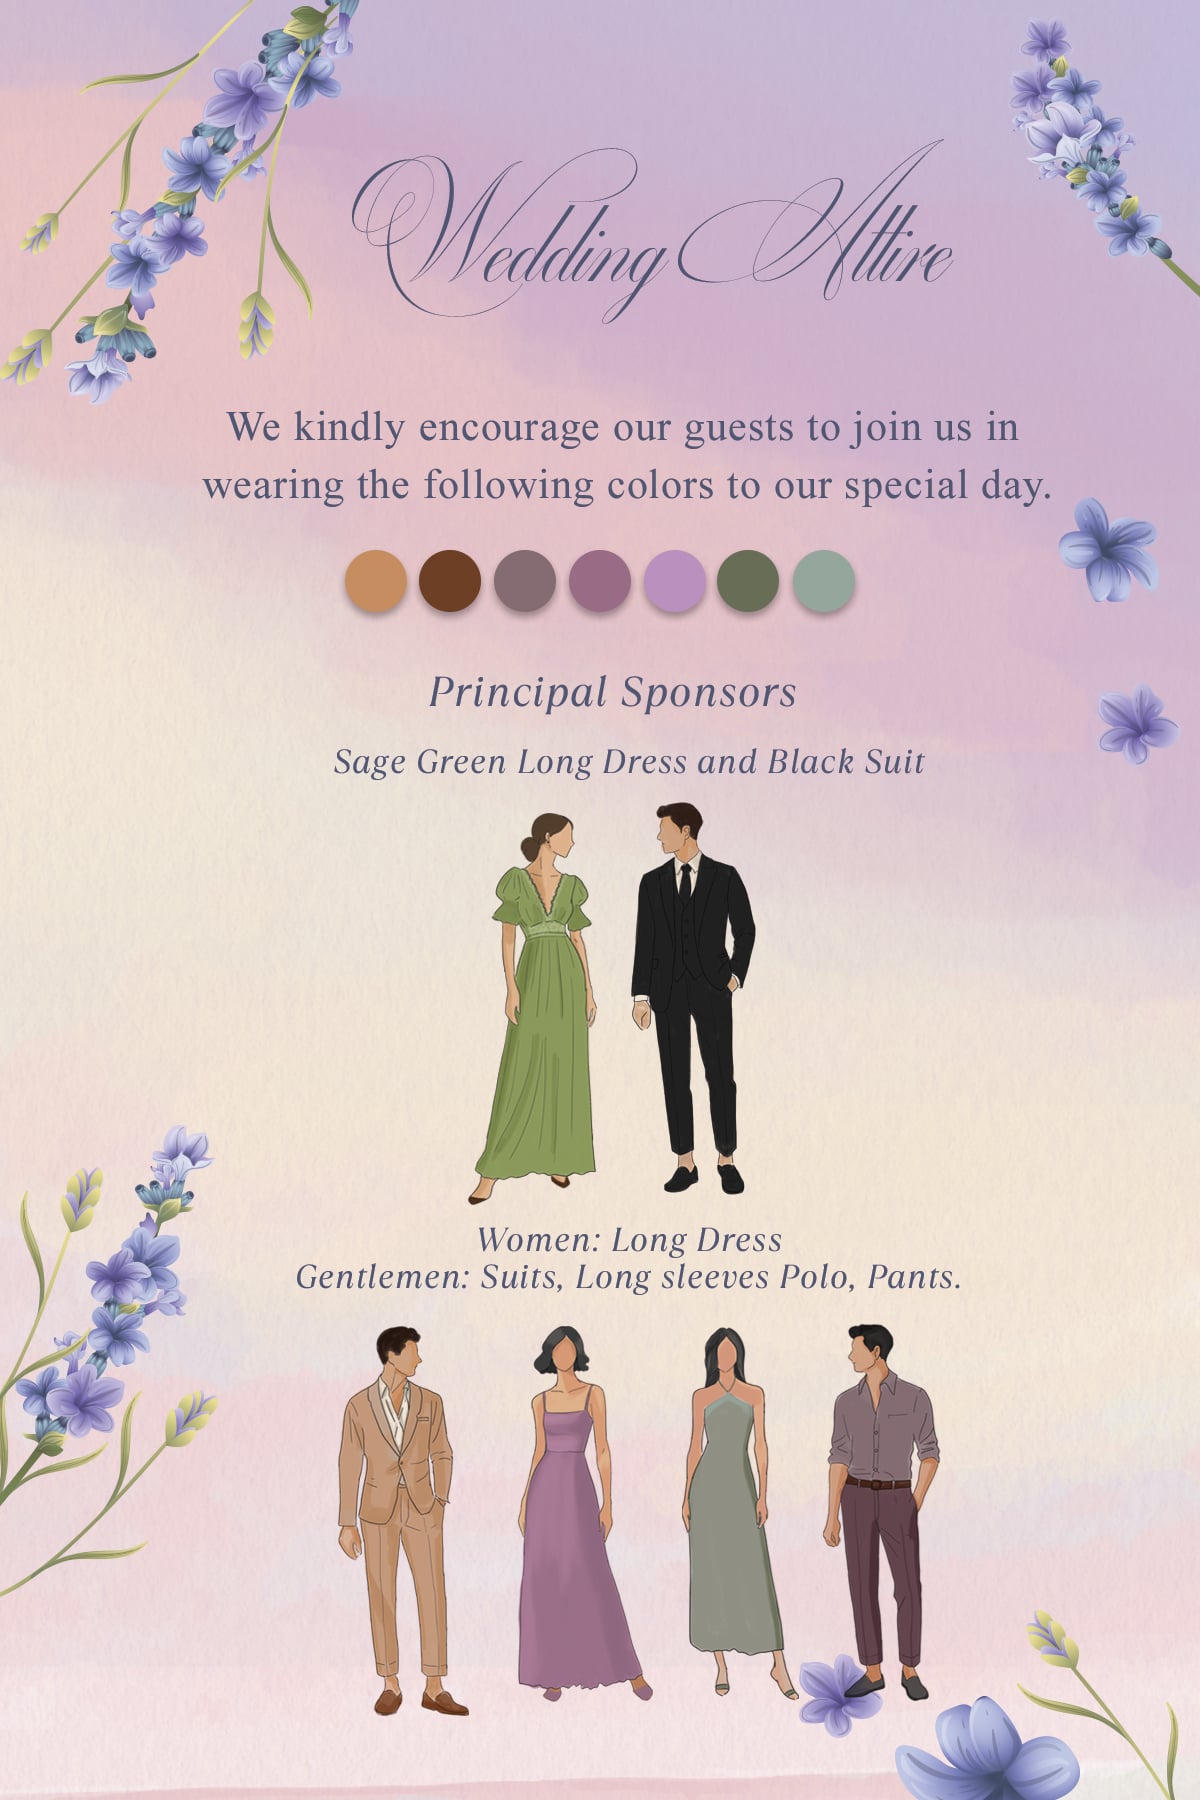 Wedding Attire
We kindly encourage our guests to join us in
wearing the following colors to our special day.
Principal Sponsors
Sage Green Long Dress and Black Suit
Women: Long Dress
Gentlemen: Suits, Long sleeves Polo, Pants.